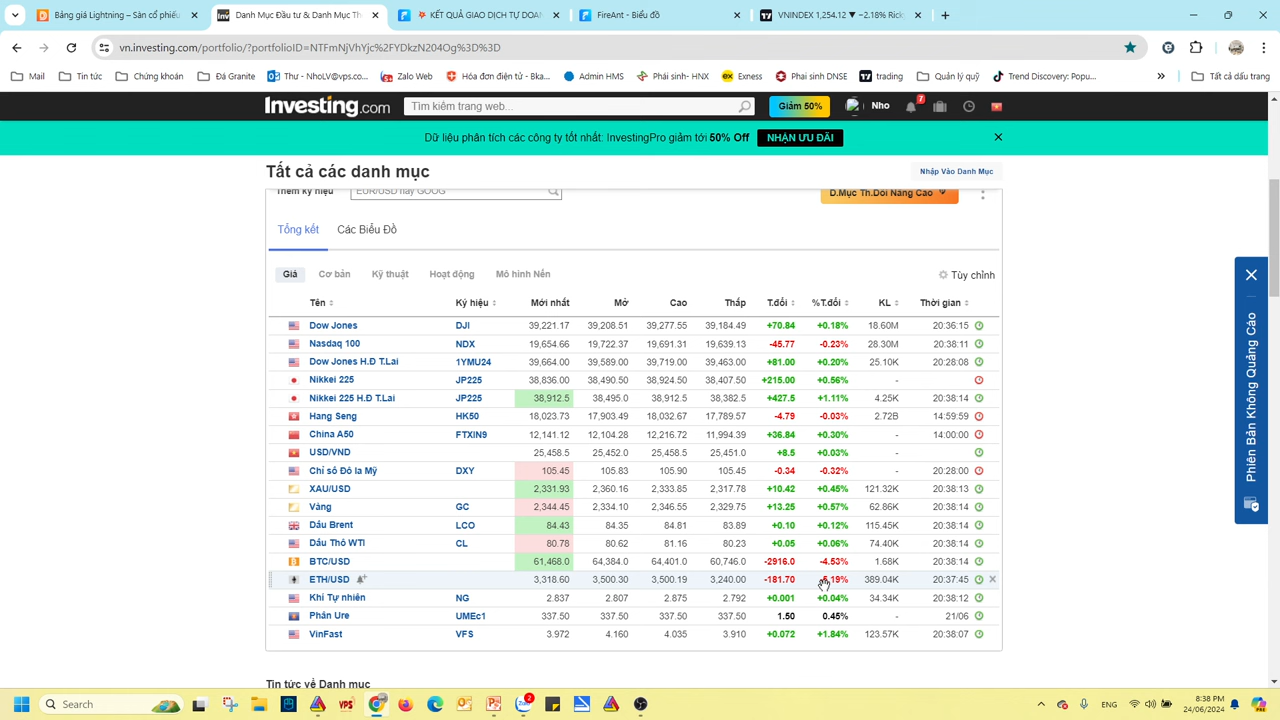 Bảng giá Lightning – Sàn cổ phiếu
Danh Mục Đầu tư & Danh Mục Th
KẾT QUẢ GIAO DỊCH TỰ DOAN
FireAnt - Biểu đồ
VNINDEX 1,254.12 ▼ −2.18% Rick
vn.investing.com/portfolio/?portfolioID=NTFmNjVhYjc%2FYDkzN204Og%3D%3D
Mail
Tin tức
Chứng khoán
Đá Granite
Thư - NhoLV@vps.co...
Zalo Web
Hóa đơn điện tử - Bka...
Admin HMS
Phái sinh- HNX
Exness
Phai sinh DNSE
trading
Quản lý quỹ
Trend Discovery: Popu...
»
Tất cả dấu trang
Investing.com
Tìm kiếm trang web...
Giảm 50%
Nho
7
Dữ liệu phân tích các công ty tốt nhất: InvestingPro giảm tới 50% Off
NHẬN ƯU ĐÃI
Tất cả các danh mục
Nhập Vào Danh Mục
Thêm ký hiệu
EUR/USD hay GOOG
D.Mục Th.Dõi Nâng Cao
Tổng kết
Các Biểu Đồ
Giá
Cơ bản
Kỹ thuật
Hoạt động
Mô hình Nến
Tùy chỉnh
Tên Ký hiệu Mới nhất Mở Cao Thấp T.đổi %T.đổi KL Thời gian
Dow Jones DJI 39,221.17 39,208.51 39,277.55 39,184.49 +70.84 +0.18% 18.60M 20:36:15
Nasdaq 100 NDX 19,654.66 19,722.37 19,691.31 19,639.13 -45.77 -0.23% 28.30M 20:38:11
Dow Jones H.Đ T.Lai 1YMU24 39,664.00 39,589.00 39,719.00 39,463.00 +81.00 +0.20% 25.10K 20:28:08
Nikkei 225 JP225 38,836.00 38,490.50 38,924.50 38,407.50 +215.00 +0.56% - 
Nikkei 225 H.Đ T.Lai JP225 38,912.5 38,495.0 38,912.5 38,382.5 +427.5 +1.11% 4.25K 20:38:14
Hang Seng HK50 18,023.73 17,903.49 18,032.67 17,789.57 -4.79 -0.03% 2.72B 14:59:59
China A50 FTXIN9 12,141.12 12,104.28 12,216.72 11,994.39 +36.84 +0.30% - 14:00:00
USD/VND 25,458.5 25,452.0 25,458.5 25,451.0 +8.5 +0.03%
Chỉ số Đô la Mỹ DXY 105.45 105.83 105.90 105.45 -0.34 -0.32% 20:28:00
XAU/USD 2,331.93 2,360.16 2,333.85 2,317.78 +10.42 +0.45% 121.32K 20:38:13
Vàng GC 2,344.45 2,334.10 2,346.55 2,329.75 +13.25 +0.57% 62.86K 20:38:14
Dầu Brent LCO 84.43 84.35 84.81 83.89 +0.10 +0.12% 115.45K 20:38:14
Dầu Thô WTI CL 80.78 80.62 81.16 80.23 +0.05 +0.06% 74.40K 20:38:14
BTC/USD 61,468.0 64,384.0 64,401.0 60,746.0 -2916.0 -4.53% 1.68K 20:38:14
ETH/USD 3,318.60 3,500.30 3,500.19 3,240.00 -181.70 389.04K 20:37:45
Khí Tự nhiên NG 2.837 2.807 2.875 2.792 +0.001 +0.04% 34.34K 20:38:12
Phân Ure UMEc1 337.50 337.50 337.50 337.50 1.50 0.45% - 21/06
VinFast VFS 3.972 4.160 4.035 3.910 +0.072 +1.84% 123.57K 20:38:07
Tin tức về Danh mục
Phiên Bản Không Quảng Cáo
Search
VPS
2
ENG
8:38 PM
24/06/2024